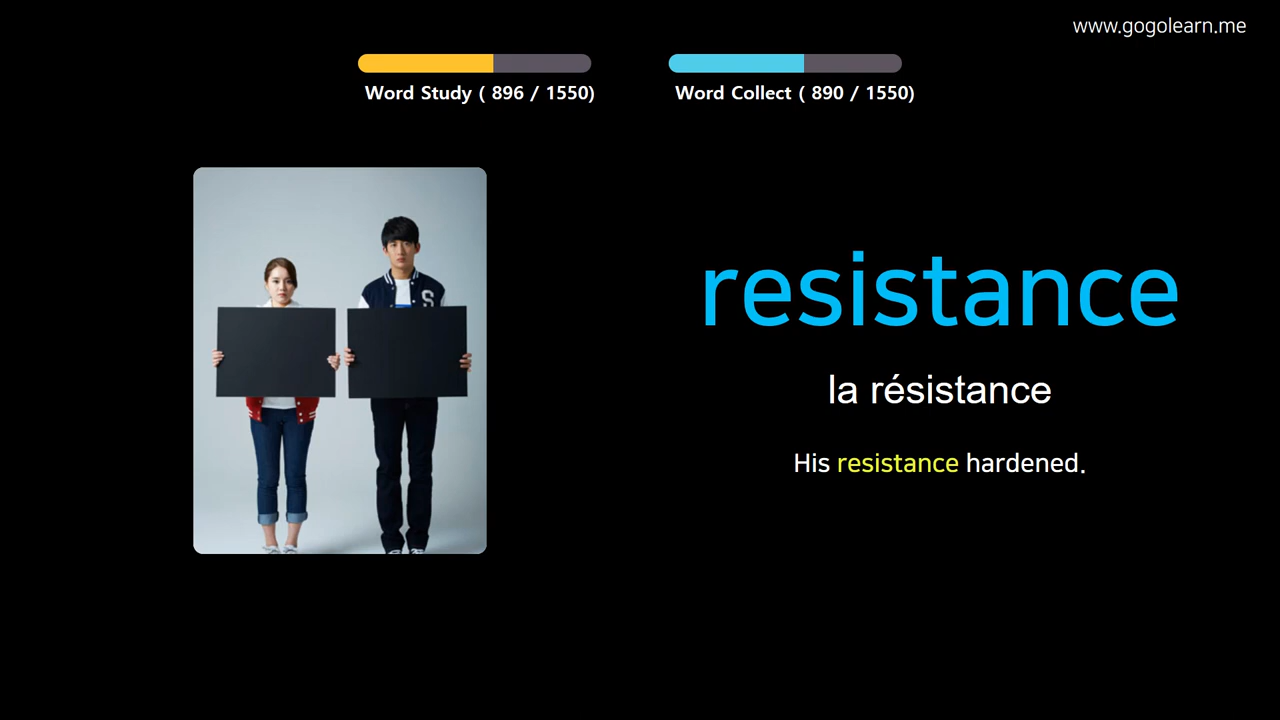 www.gogolearn.me
Word Study ( 896 / 1550)
Word Collect ( 890 / 1550)
S
resistance
la résistance
His resistance hardened.